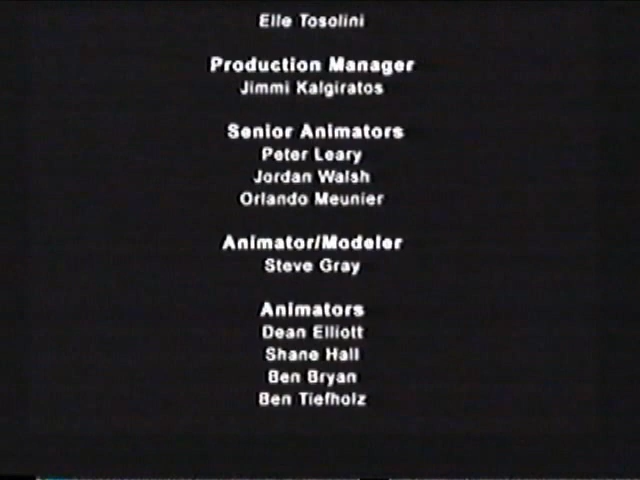 Elle Tosolini
Production Manager
Jimmi Kalgiratos
Senior Animators
Peter Leary
Jordan Walsh
Orlando Meunier
Animator/Modeler
Steve Gray
Animators
Dean Elliott
Shane Hall
Ben Bryan
Ben Tiefholz